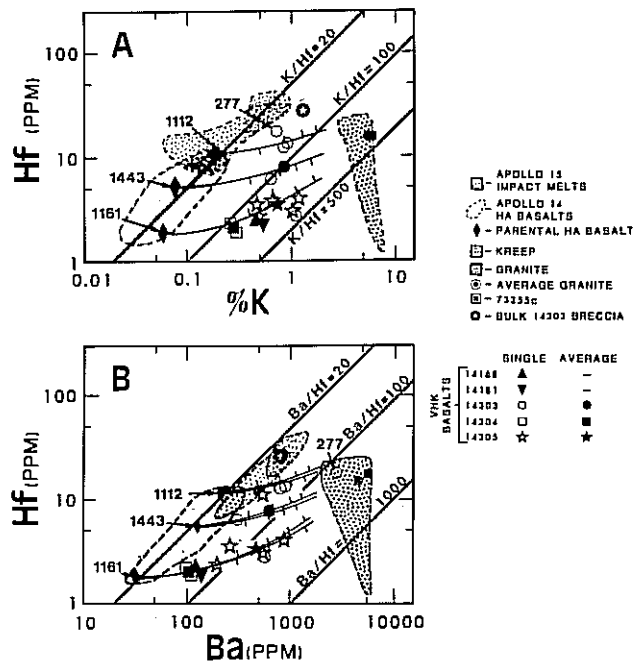 A
Hf (PPM)
100
10
1
K/Hf=20
K/Hf=100
K/Hf=500
277
1112
1443
1161
0.01
0.1
1
10
%K
B
Hf (PPM)
100
10
1
Ba/Hf=20
Ba/Hf=100
Ba/Hf=
1000
277
1112
1443
1161
10
100
1000
10000
Ba (PPM)
- APOLLO 15
IMPACT MELTS
- APOLLO 14
HA BASALTS
- PARENTAL HA BASALT
- KREEP
- GRANITE
- AVERAGE GRANITE
- 73255c
- BULK 14303 BRECCIA
SINGLE AVERAGE
VHK
BASALTS
14168
14181
14303
14304
14305